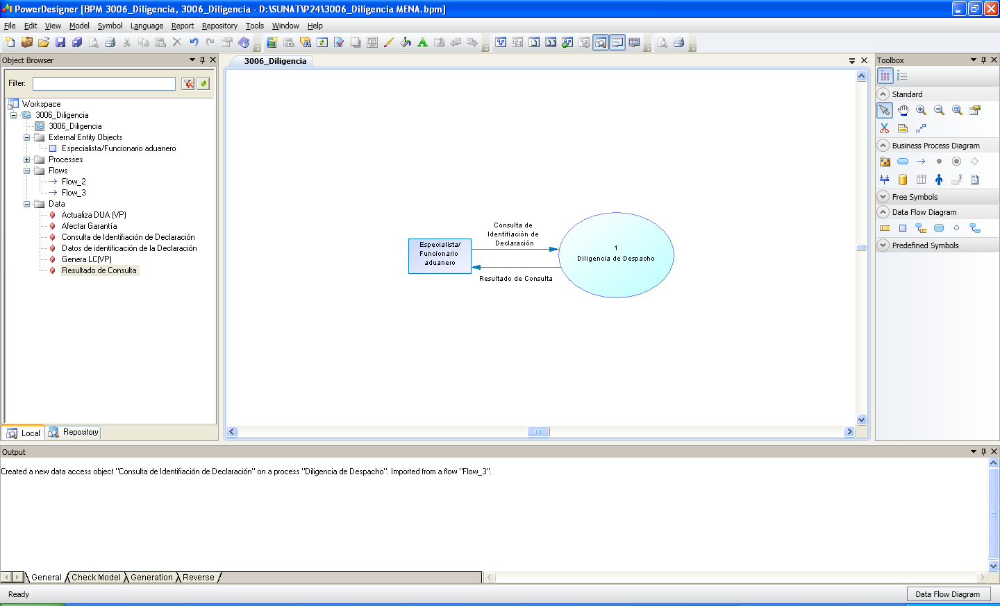 PowerDesigner [BPM 3006_Diligencia, 3006_Diligencia - D:\SUNAT\P24\3006_Diligencia MENA.bpm]
File Edit View Model Symbol Language Report Repository Tools Window Help
Object Browser
Filter:
Workspace
3006_Diligencia
3006_Diligencia
External Entity Objects
Especialista/Funcionario aduanero
Processes
Flows
Flow_2
Flow_3
Data
Actualiza DUA (VP)
Afectar Garantía
Consulta de Identifiación de Declaración
Datos de identificación de la Declaración
Genera LC(VP)
Resultado de Consulta
Local Repository
3006_Diligencia
Especialista/
Funcionario
aduanero
Consulta de
Identifiación de
Declaración
Resultado de Consulta
1
Diligencia de Despacho
Toolbox
Standard
Business Process Diagram
Free Symbols
Data Flow Diagram
Predefined Symbols
Output
Created a new data access object "Consulta de Identifiación de Declaración" on a process "Diligencia de Despacho". Imported from a flow "Flow_3".
General Check Model Generation Reverse
Ready
Data Flow Diagram